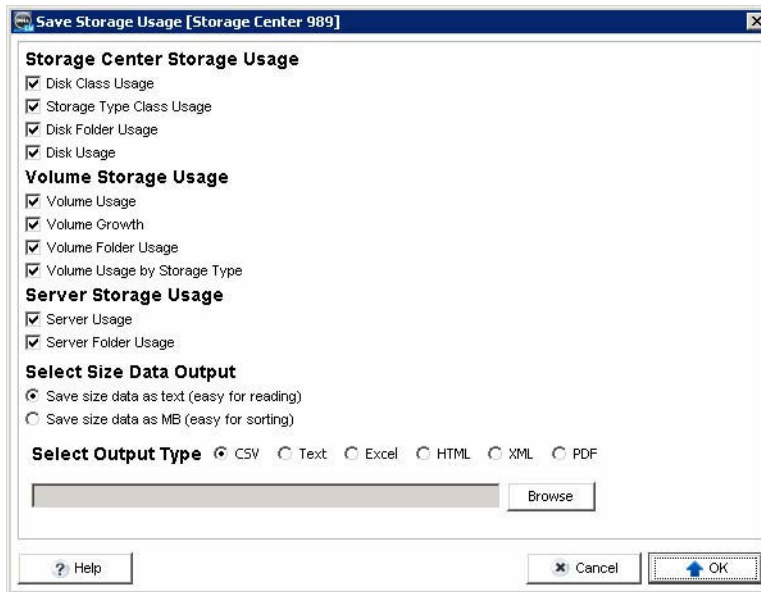 Save Storage Usage [Storage Center 989]
Storage Center Storage Usage
Disk Class Usage
Storage Type Class Usage
Disk Folder Usage
Disk Usage
Volume Storage Usage
Volume Usage
Volume Growth
Volume Folder Usage
Volume Usage by Storage Type
Server Storage Usage
Server Usage
Server Folder Usage
Select Size Data Output
Save size data as text (easy for reading)
Save size data as MB (easy for sorting)
Select Output Type CSV Text Excel HTML XML PDF
Browse
? Help Cancel OK